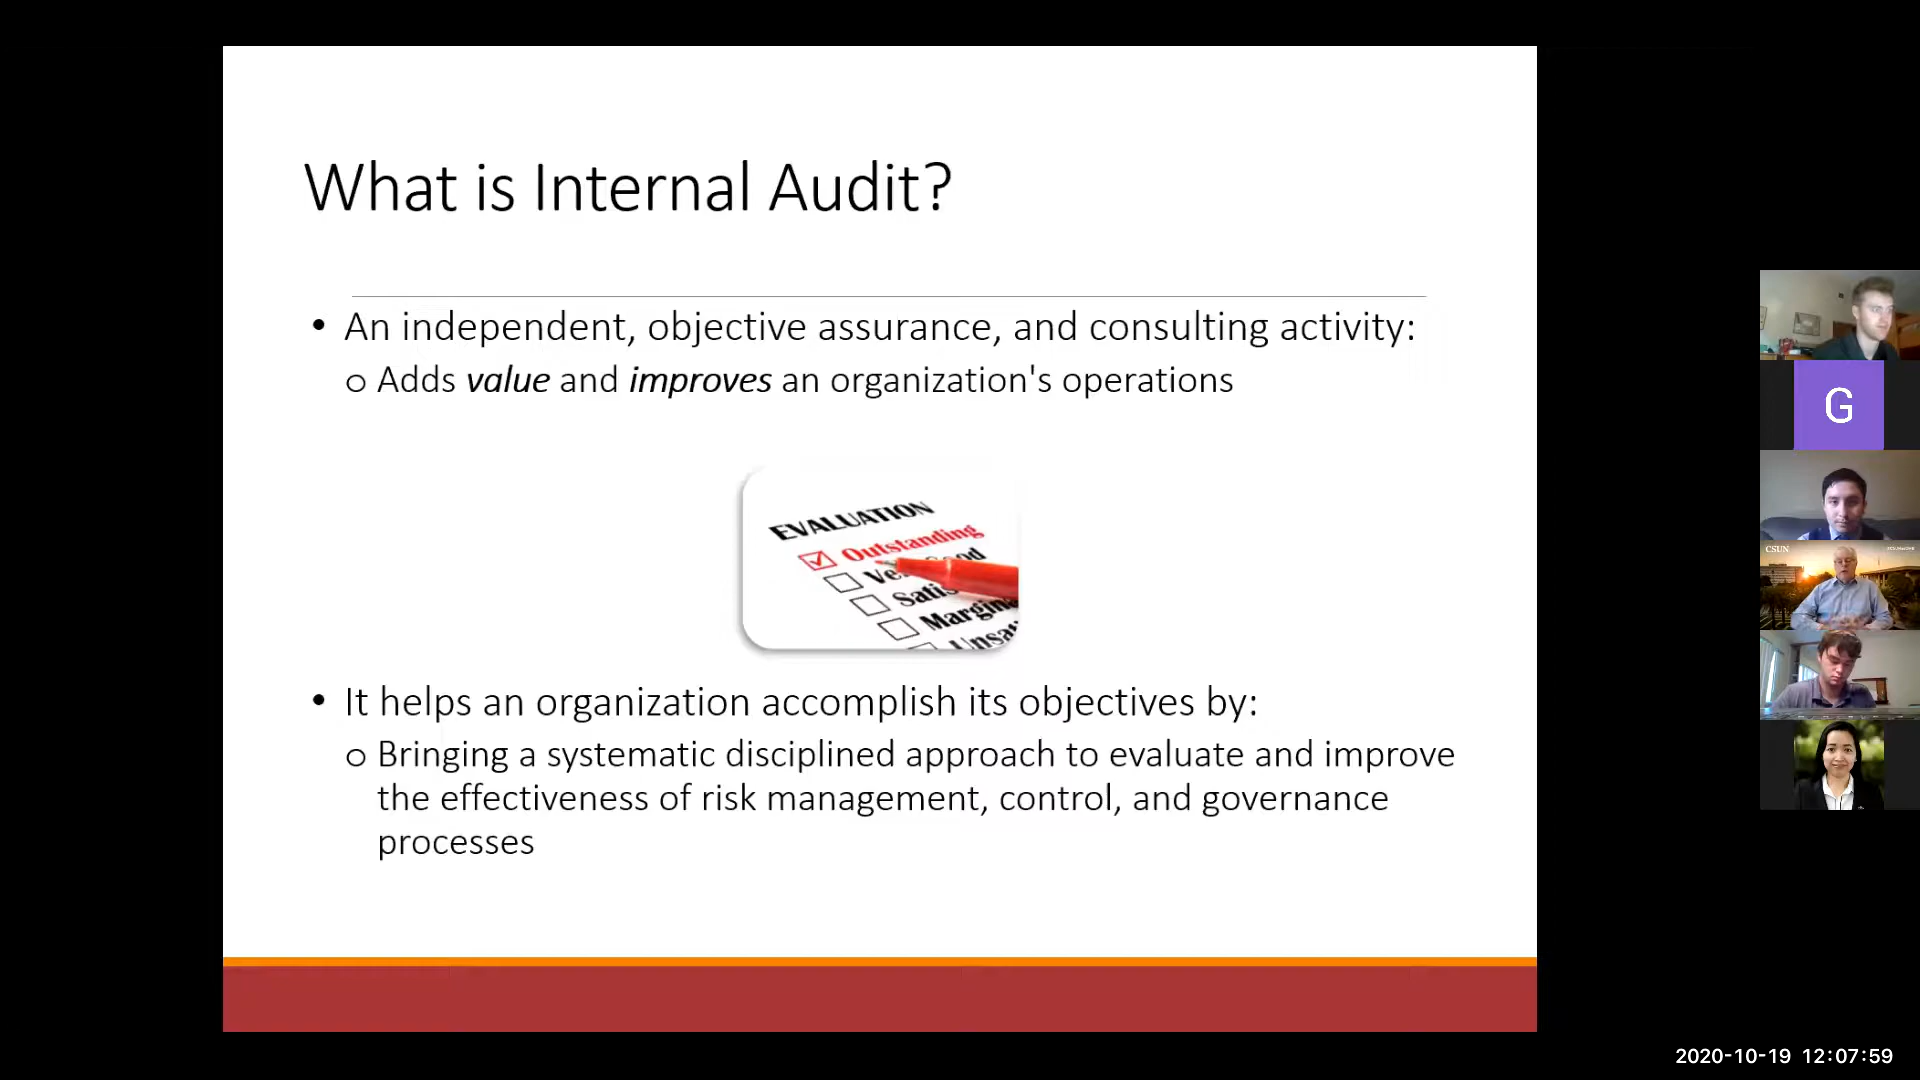 What is Internal Audit?
• An independent, objective assurance, and consulting activity:
o Adds value and improves an organization's operations
EVALUATION
Outstanding
• It helps an organization accomplish its objectives by:
o Bringing a systematic disciplined approach to evaluate and improve
the effectiveness of risk management, control, and governance
processes
G
CSUN
2020-10-19 12:07:59